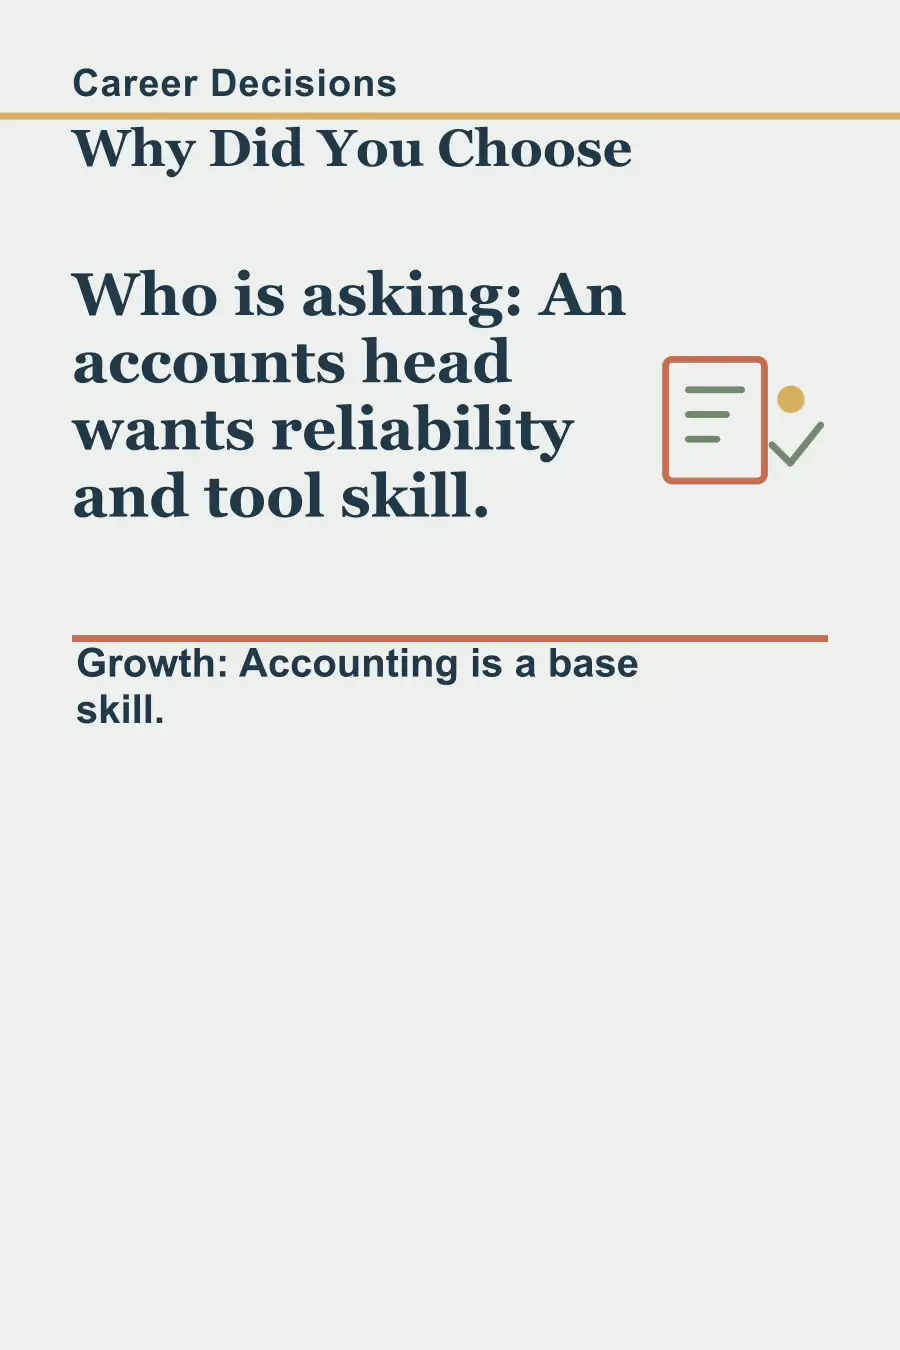 Career Decisions
Why Did You Choose
Who is asking: An
accounts head
wants reliability
and tool skill.
Growth: Accounting is a base
skill.